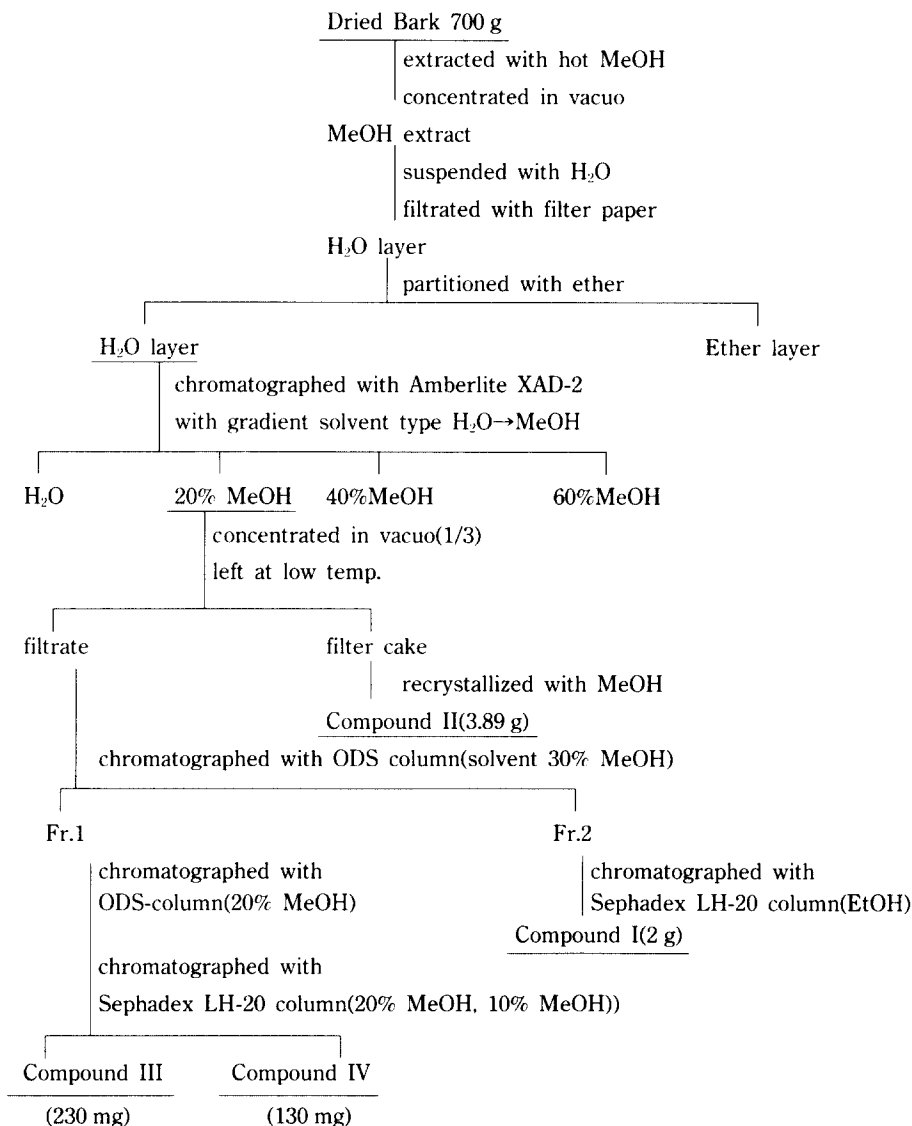 Dried Bark 700 g
extracted with hot MeOH
concentrated in vacuo
MeOH extract
suspended with H₂O
filtrated with filter paper
H₂O layer
partitioned with ether
H₂O layer
Ether layer
chromatographed with Amberlite XAD-2
with gradient solvent type H₂O→MeOH
H₂O
20% MeOH
40%MeOH
60%MeOH
concentrated in vacuo(1/3)
left at low temp.
filtrate
filter cake
recrystallized with MeOH
Compound II(3.89 g)
chromatographed with ODS column(solvent 30% MeOH)
Fr.1
Fr.2
chromatographed with
ODS-column(20% MeOH)
chromatographed with
Sephadex LH-20 column(EtOH)
Compound I(2 g)
chromatographed with
Sephadex LH-20 column(20% MeOH, 10% MeOH))
Compound III
Compound IV
(230 mg)
(130 mg)